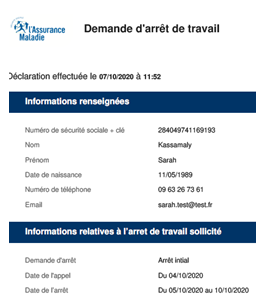 l'Assurance
Maladie
Demande d'arrêt de travail
Déclaration effectuée le 07/10/2020 à 11:52
Informations renseignées
Numéro de sécurité sociale + clé 284049741169193
Nom Kassamaly
Prénom Sarah
Date de naissance 11/05/1989
Numéro de téléphone 09 63 26 73 61
Email sarah.test@test.fr
Informations relatives à l'arret de travail sollicité
Demande d'arrêt Arrêt intial
Date de l'appel Du 04/10/2020
Date de l'arrêt Du 05/10/2020 au 10/10/2020